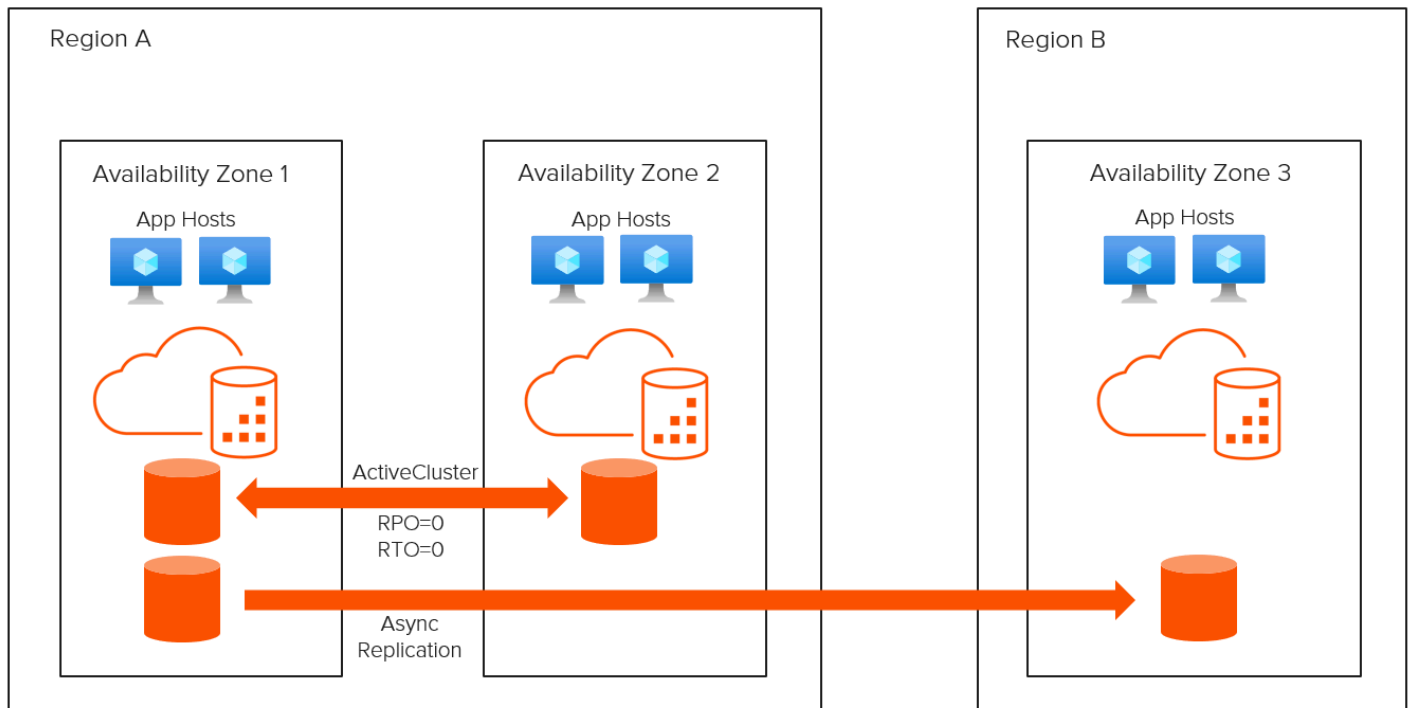 Region A
Region B
Availability Zone 1
Availability Zone 2
Availability Zone 3
App Hosts
App Hosts
App Hosts
ActiveCluster
RPO=0
RTO=0
Async
Replication